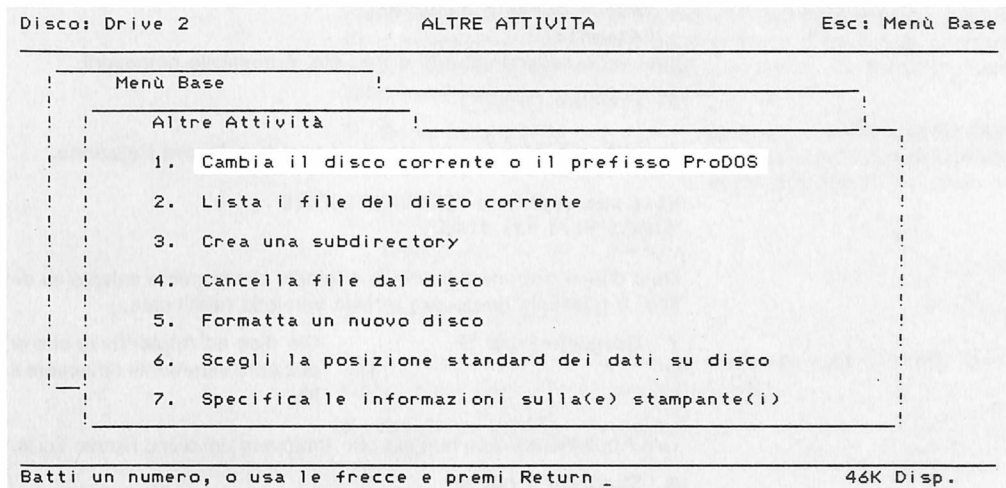 Disco: Drive 2 ALTRE ATTIVITÀ Esc: Menù Base
Menù Base
Altre Attività
1. Cambia il disco corrente o il prefisso ProDOS
2. Lista i file del disco corrente
3. Crea una subdirectory
4. Cancella file dal disco
5. Formatta un nuovo disco
6. Scegli la posizione standard dei dati su disco
7. Specifica le informazioni sulla(e) stampante(i)
Batti un numero, o usa le frecce e premi Return _ 46K Disp.